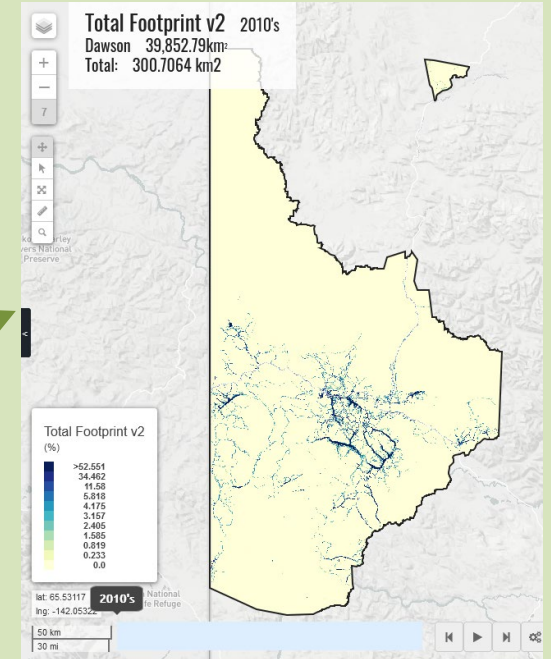 Total Footprint v2 2010's
Dawson 39,852.79km²
Total: 300.7064 km2
+
−
7
National
Preserve
<
Total Footprint v2
(%)
>52.551
34.462
11.58
5.818
4.175
3.157
2.405
1.585
0.819
0.233
0.0
lat: 65.53117
lng: -142.05322
2010's
National
Refuge
50 km
30 mi